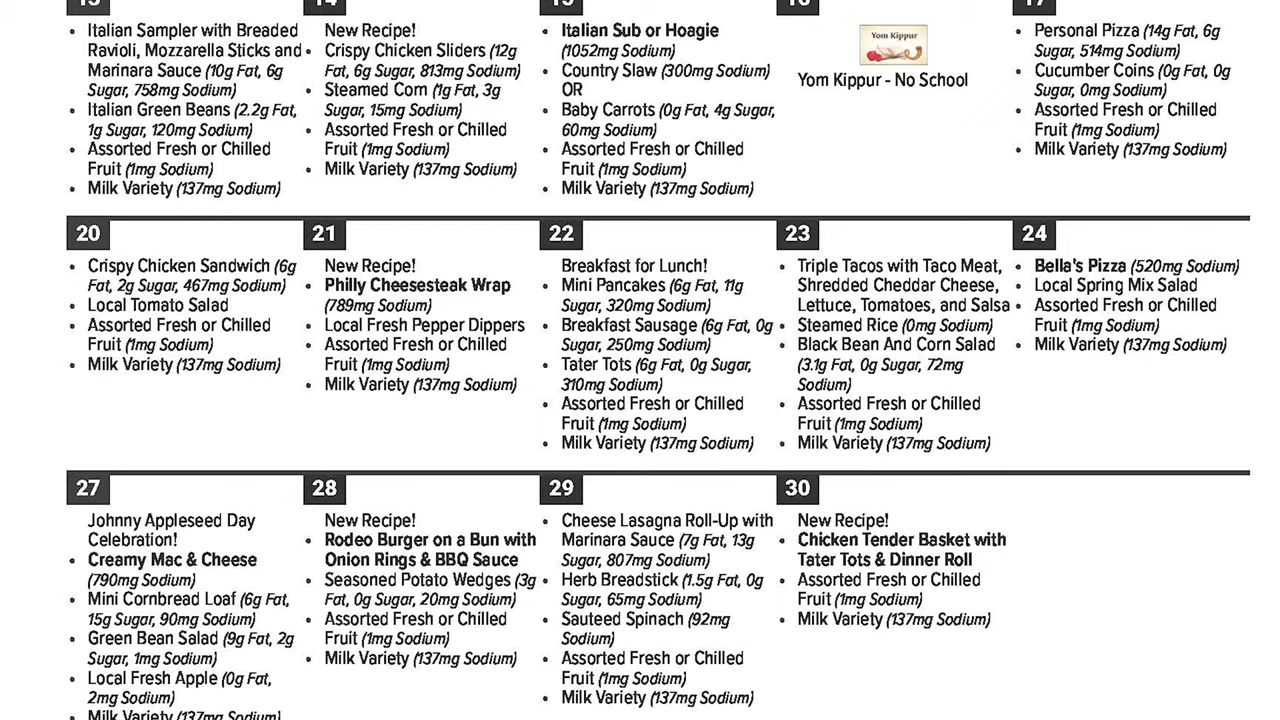 13
Italian Sampler with Breaded
Ravioli, Mozzarella Sticks and
Marinara Sauce (10g Fat, 6g
Sugar, 758mg Sodium)
Italian Green Beans (2.2g Fat,
1g Sugar, 120mg Sodium)
Assorted Fresh or Chilled
Fruit (1mg Sodium)
Milk Variety (137mg Sodium)
14
New Recipe!
Crispy Chicken Sliders (12g
Fat, 6g Sugar, 813mg Sodium)
Steamed Corn (1g Fat, 3g
Sugar, 15mg Sodium)
Assorted Fresh or Chilled
Fruit (1mg Sodium)
Milk Variety (137mg Sodium)
15
Italian Sub or Hoagie
(1052mg Sodium)
Country Slaw (300mg Sodium)
OR
Baby Carrots (0g Fat, 4g Sugar,
60mg Sodium)
Assorted Fresh or Chilled
Fruit (1mg Sodium)
Milk Variety (137mg Sodium)
16
Yom Kippur
Yom Kippur - No School
17
Personal Pizza (14g Fat, 6g
Sugar, 514mg Sodium)
Cucumber Coins (0g Fat, 0g
Sugar, 0mg Sodium)
Assorted Fresh or Chilled
Fruit (1mg Sodium)
Milk Variety (137mg Sodium)
20
Crispy Chicken Sandwich (6g
Fat, 2g Sugar, 467mg Sodium)
Local Tomato Salad
Assorted Fresh or Chilled
Fruit (1mg Sodium)
Milk Variety (137mg Sodium)
21
New Recipe!
Philly Cheesesteak Wrap
(789mg Sodium)
Local Fresh Pepper Dippers
Assorted Fresh or Chilled
Fruit (1mg Sodium)
Milk Variety (137mg Sodium)
22
Breakfast for Lunch!
Mini Pancakes (6g Fat, 11g
Sugar, 320mg Sodium)
Breakfast Sausage (6g Fat, 0g
Sugar, 250mg Sodium)
Tater Tots (6g Fat, 0g Sugar,
310mg Sodium)
Assorted Fresh or Chilled
Fruit (1mg Sodium)
Milk Variety (137mg Sodium)
23
Triple Tacos with Taco Meat,
Shredded Cheddar Cheese,
Lettuce, Tomatoes, and Salsa
Steamed Rice (0mg Sodium)
Black Bean And Corn Salad
(3.1g Fat, 0g Sugar, 72mg
Sodium)
Assorted Fresh or Chilled
Fruit (1mg Sodium)
Milk Variety (137mg Sodium)
24
Bella's Pizza (520mg Sodium)
Local Spring Mix Salad
Assorted Fresh or Chilled
Fruit (1mg Sodium)
Milk Variety (137mg Sodium)
27
Johnny Appleseed Day
Celebration!
Creamy Mac & Cheese
(790mg Sodium)
Mini Cornbread Loaf (6g Fat,
15g Sugar, 90mg Sodium)
Green Bean Salad (9g Fat, 2g
Sugar, 1mg Sodium)
Local Fresh Apple (0g Fat,
2mg Sodium)
Milk Variety (137mg Sodium)
28
New Recipe!
Rodeo Burger on a Bun with
Onion Rings & BBQ Sauce
Seasoned Potato Wedges (3g
Fat, 0g Sugar, 20mg Sodium)
Assorted Fresh or Chilled
Fruit (1mg Sodium)
Milk Variety (137mg Sodium)
29
Cheese Lasagna Roll-Up with
Marinara Sauce (7g Fat, 13g
Sugar, 807mg Sodium)
Herb Breadstick (1.5g Fat, 0g
Sugar, 65mg Sodium)
Sauteed Spinach (92mg
Sodium)
Assorted Fresh or Chilled
Fruit (1mg Sodium)
Milk Variety (137mg Sodium)
30
New Recipe!
Chicken Tender Basket with
Tater Tots & Dinner Roll
Assorted Fresh or Chilled
Fruit (1mg Sodium)
Milk Variety (137mg Sodium)